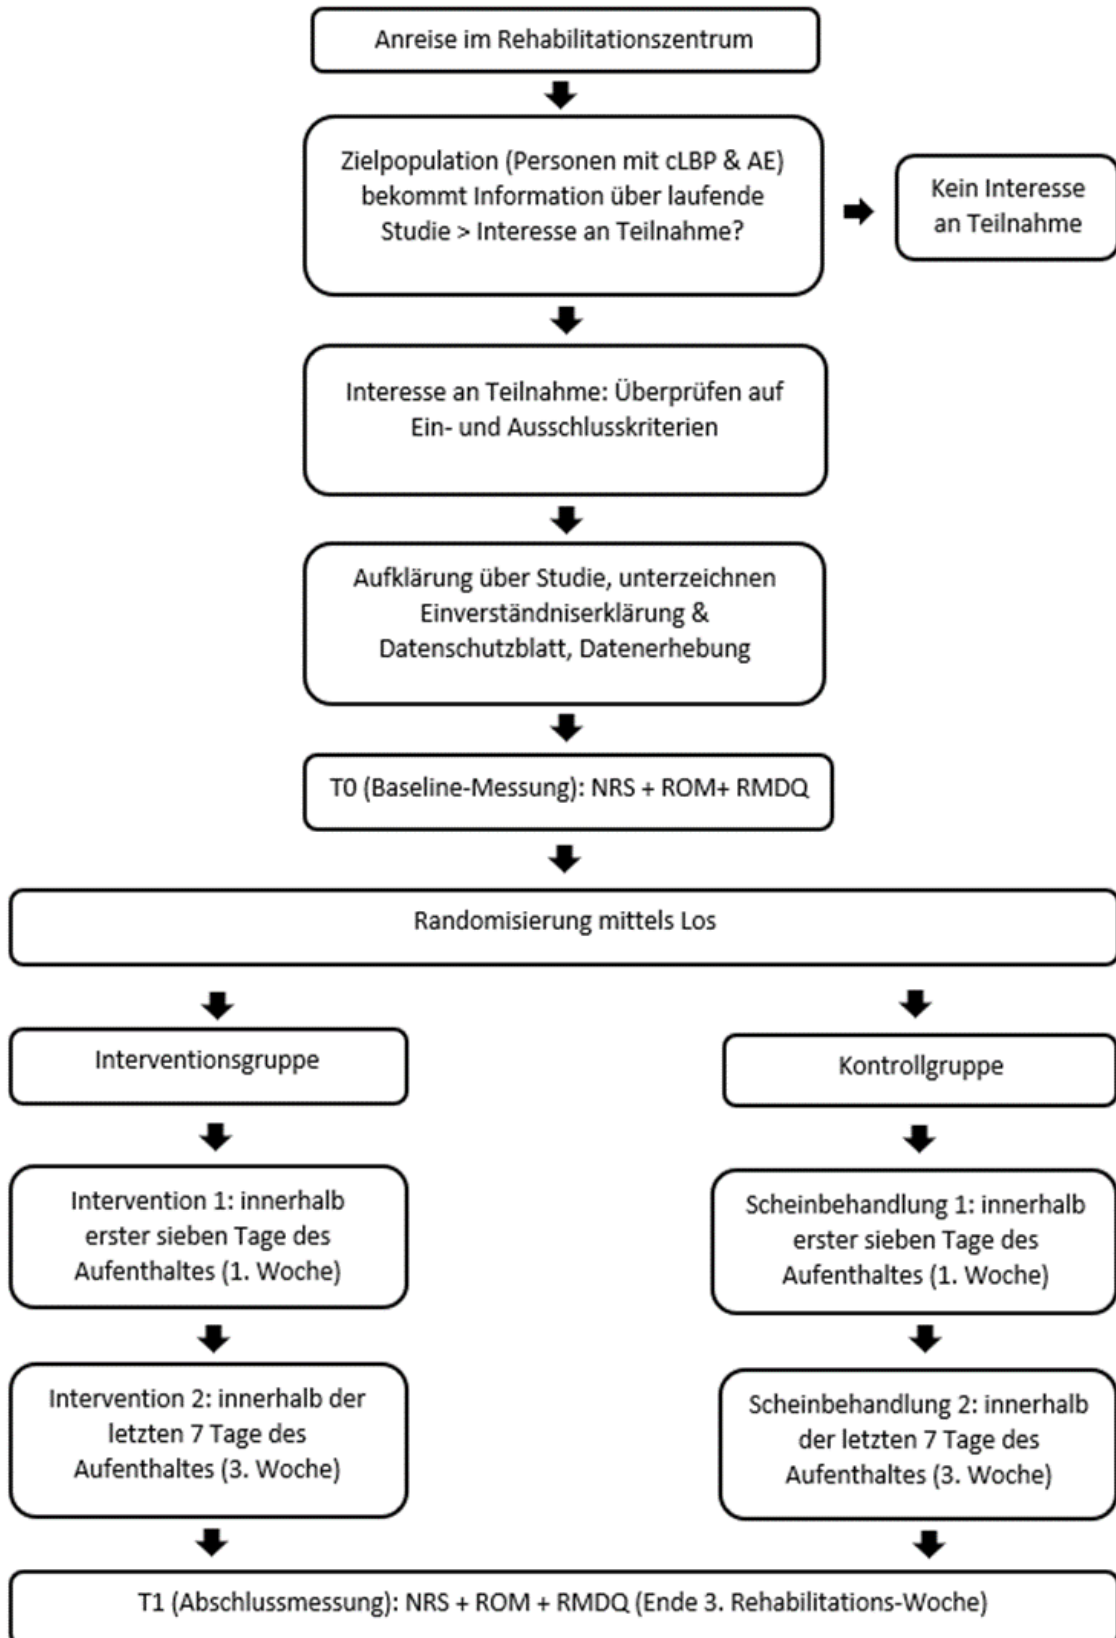 Anreise im Rehabilitationszentrum
Zielpopulation (Personen mit cLBP & AE)
bekommt Information über laufende
Studie > Interesse an Teilnahme?
Kein Interesse
an Teilnahme
Interesse an Teilnahme: Überprüfen auf
Ein- und Ausschlusskriterien
Aufklärung über Studie, unterzeichnen
Einverständniserklärung &
Datenschutzblatt, Datenerhebung
T0 (Baseline-Messung): NRS + ROM+ RMDQ
Randomisierung mittels Los
Interventionsgruppe
Kontrollgruppe
Intervention 1: innerhalb
erster sieben Tage des
Aufenthaltes (1. Woche)
Scheinbehandlung 1: innerhalb
erster sieben Tage des
Aufenthaltes (1. Woche)
Intervention 2: innerhalb der
letzten 7 Tage des
Aufenthaltes (3. Woche)
Scheinbehandlung 2: innerhalb
der letzten 7 Tage des
Aufenthaltes (3. Woche)
T1 (Abschlussmessung): NRS + ROM + RMDQ (Ende 3. Rehabilitations-Woche)